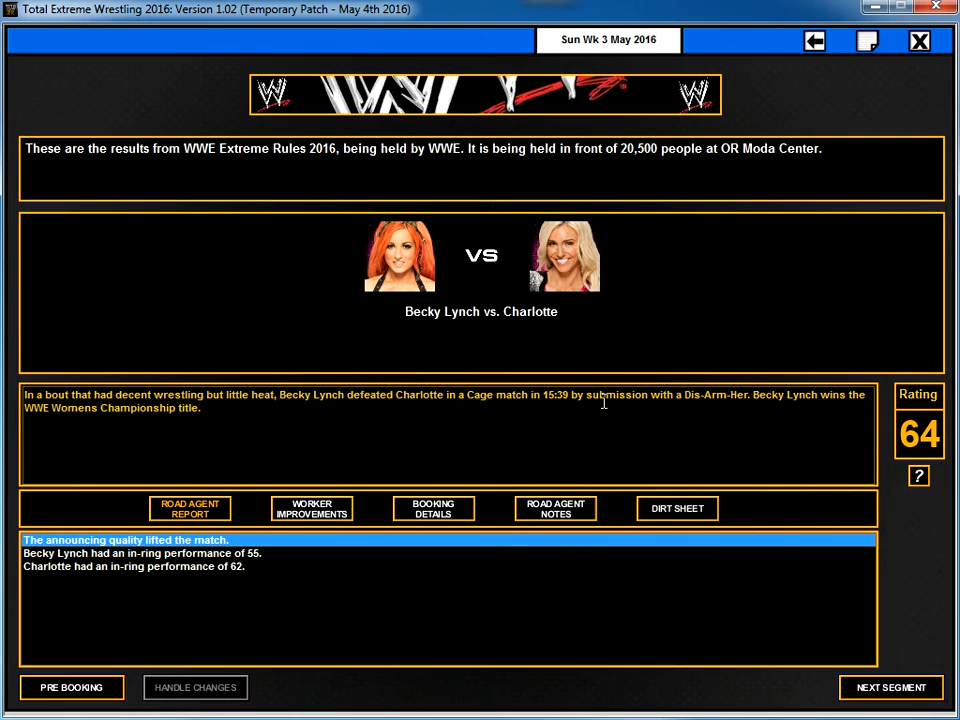 Total Extreme Wrestling 2016: Version 1.02 (Temporary Patch - May 4th 2016)
Sun Wk 3 May 2016
These are the results from WWE Extreme Rules 2016, being held by WWE. It is being held in front of 20,500 people at OR Moda Center.
VS
Becky Lynch vs. Charlotte
In a bout that had decent wrestling but little heat, Becky Lynch defeated Charlotte in a Cage match in 15:39 by submission with a Dis-Arm-Her. Becky Lynch wins the
WWE Womens Championship title.
Rating
64
?
ROAD AGENT
REPORT
WORKER
IMPROVEMENTS
BOOKING
DETAILS
ROAD AGENT
NOTES
DIRT SHEET
The announcing quality lifted the match.
Becky Lynch had an in-ring performance of 55.
Charlotte had an in-ring performance of 62.
PRE BOOKING
HANDLE CHANGES
NEXT SEGMENT